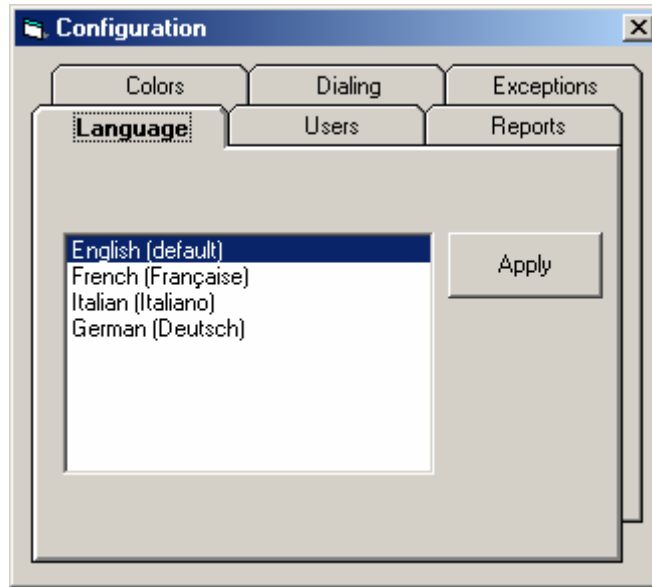 Configuration
Colors Dialing Exceptions
Language Users Reports
English (default)
French (Française)
Italian (Italiano)
German (Deutsch)
Apply